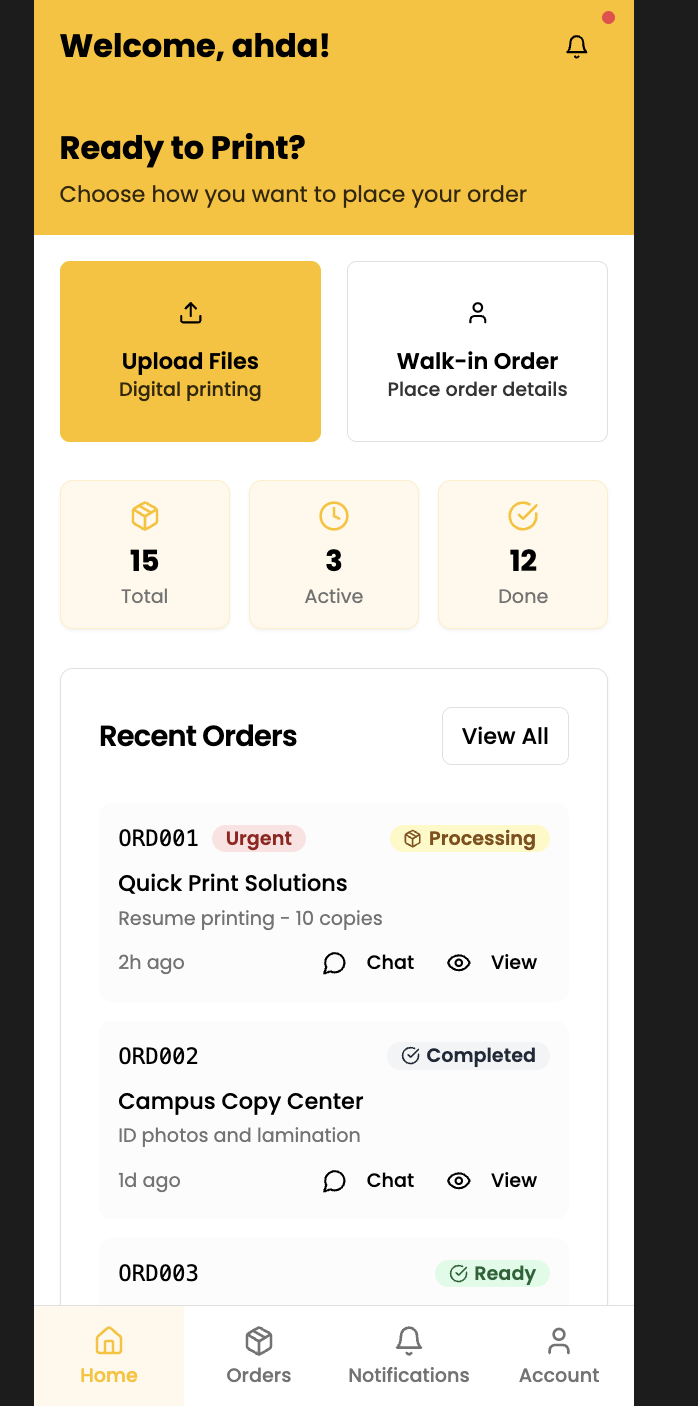 Welcome, ahda!
Ready to Print?
Choose how you want to place your order
Upload Files
Digital printing
Walk-in Order
Place order details
15
Total
3
Active
12
Done
Recent Orders
View All
ORD001 Urgent Processing
Quick Print Solutions
Resume printing - 10 copies
2h ago Chat View
ORD002 Completed
Campus Copy Center
ID photos and lamination
1d ago Chat View
ORD003 Ready
Home Orders Notifications Account